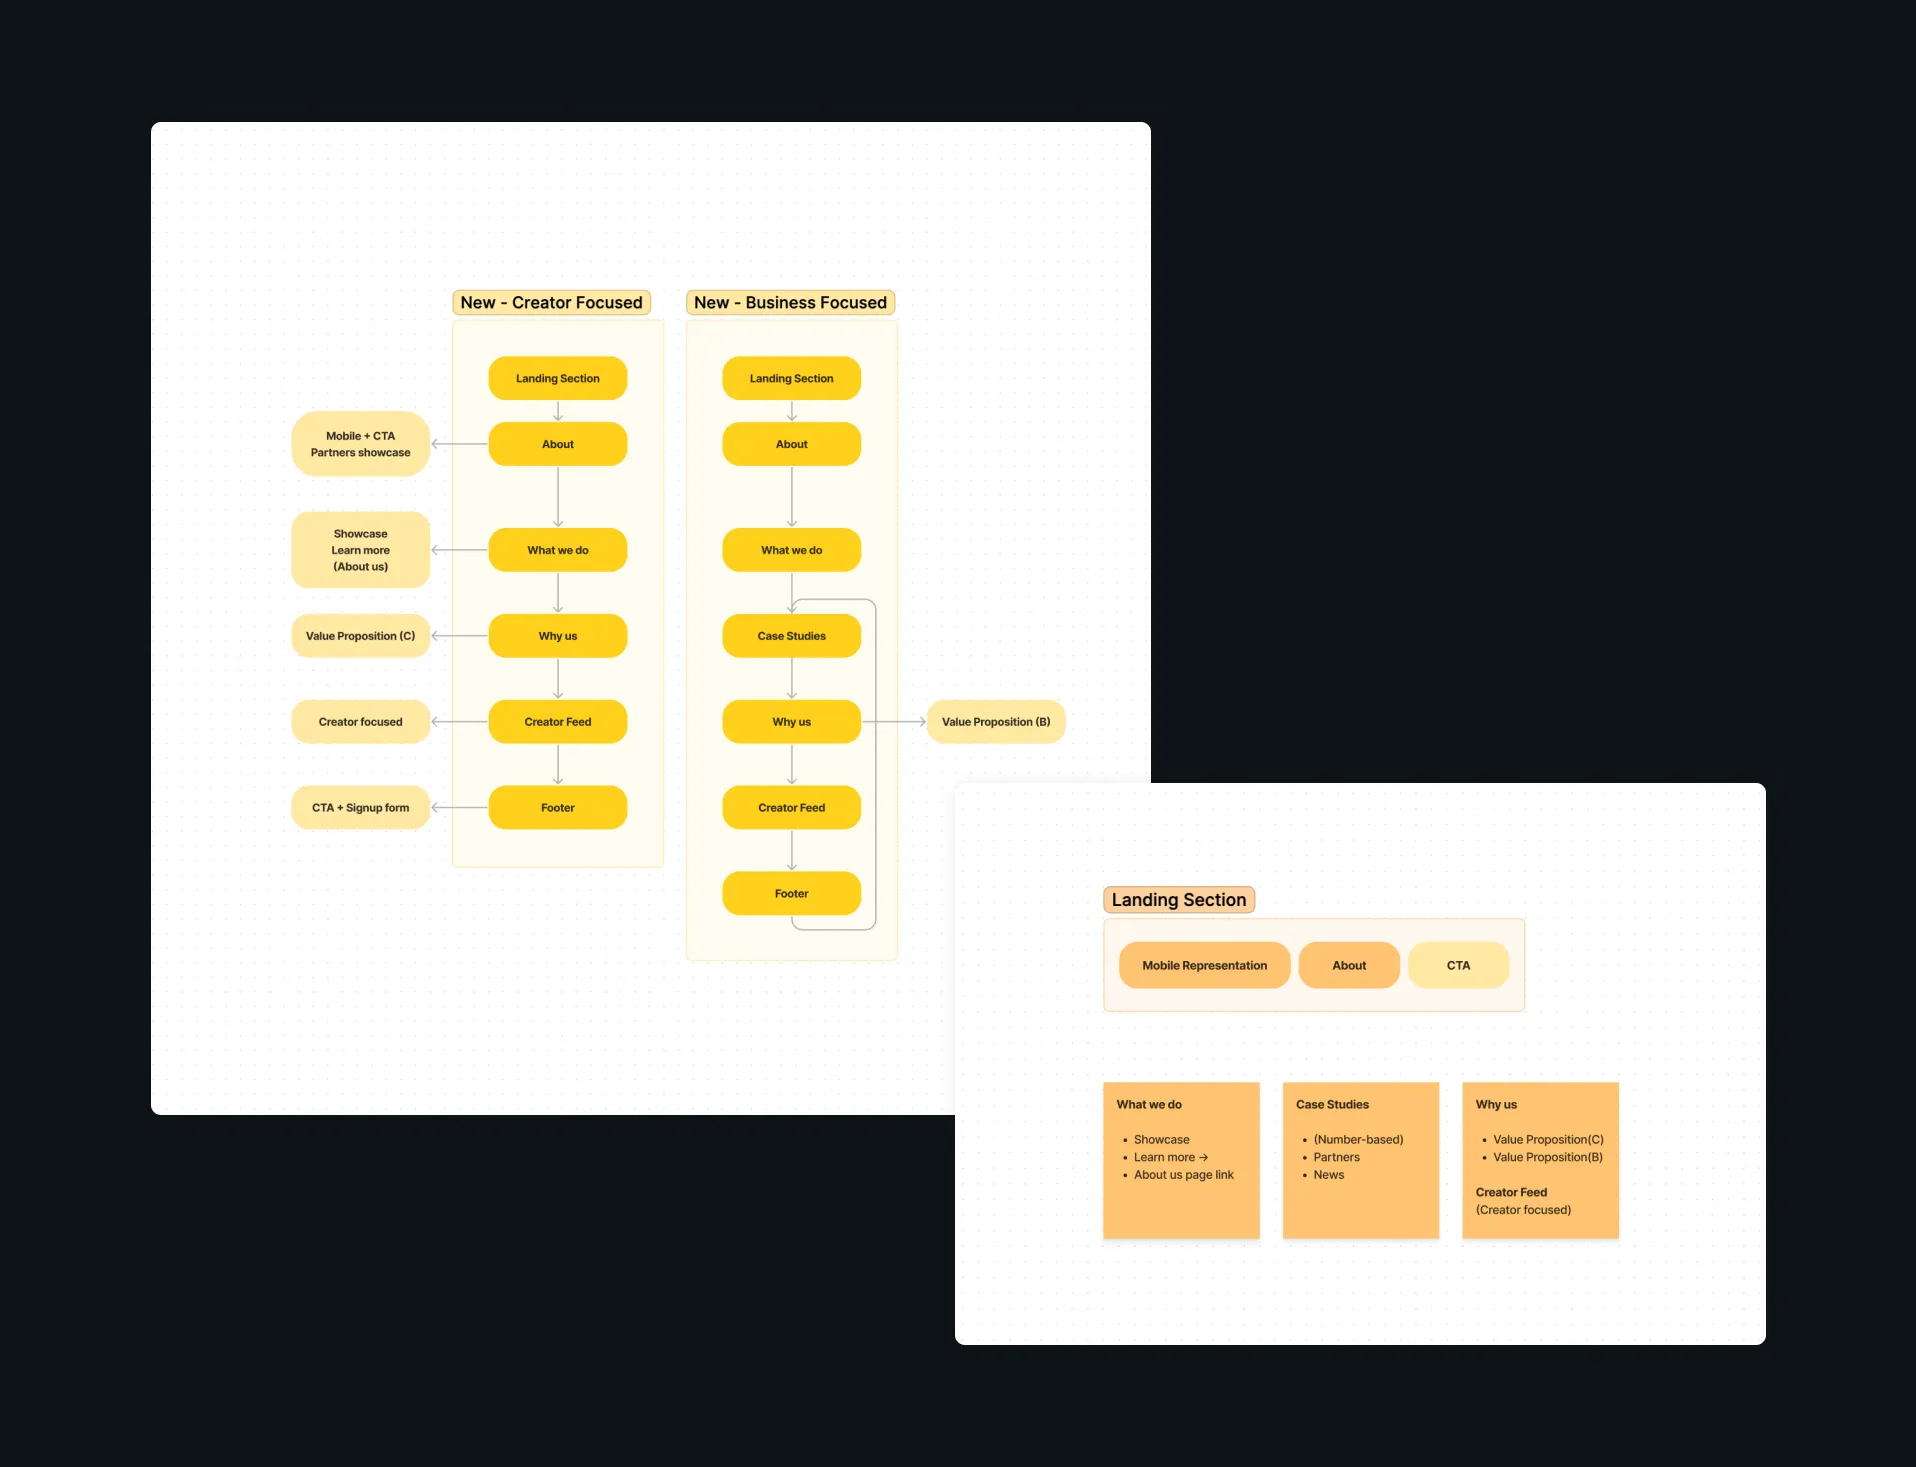 New - Creator Focused
Landing Section
About
What we do
Why us
Creator Feed
Footer
Mobile + CTA
Partners showcase
Showcase
Learn more
(About us)
Value Proposition (C)
Creator focused
CTA + Signup form
New - Business Focused
Landing Section
About
What we do
Case Studies
Why us
Creator Feed
Footer
Value Proposition (B)
Landing Section
Mobile Representation
About
CTA
What we do
• Showcase
• Learn more →
• About us page link
Case Studies
• (Number-based)
• Partners
• News
Why us
• Value Proposition(C)
• Value Proposition(B)
Creator Feed
(Creator focused)